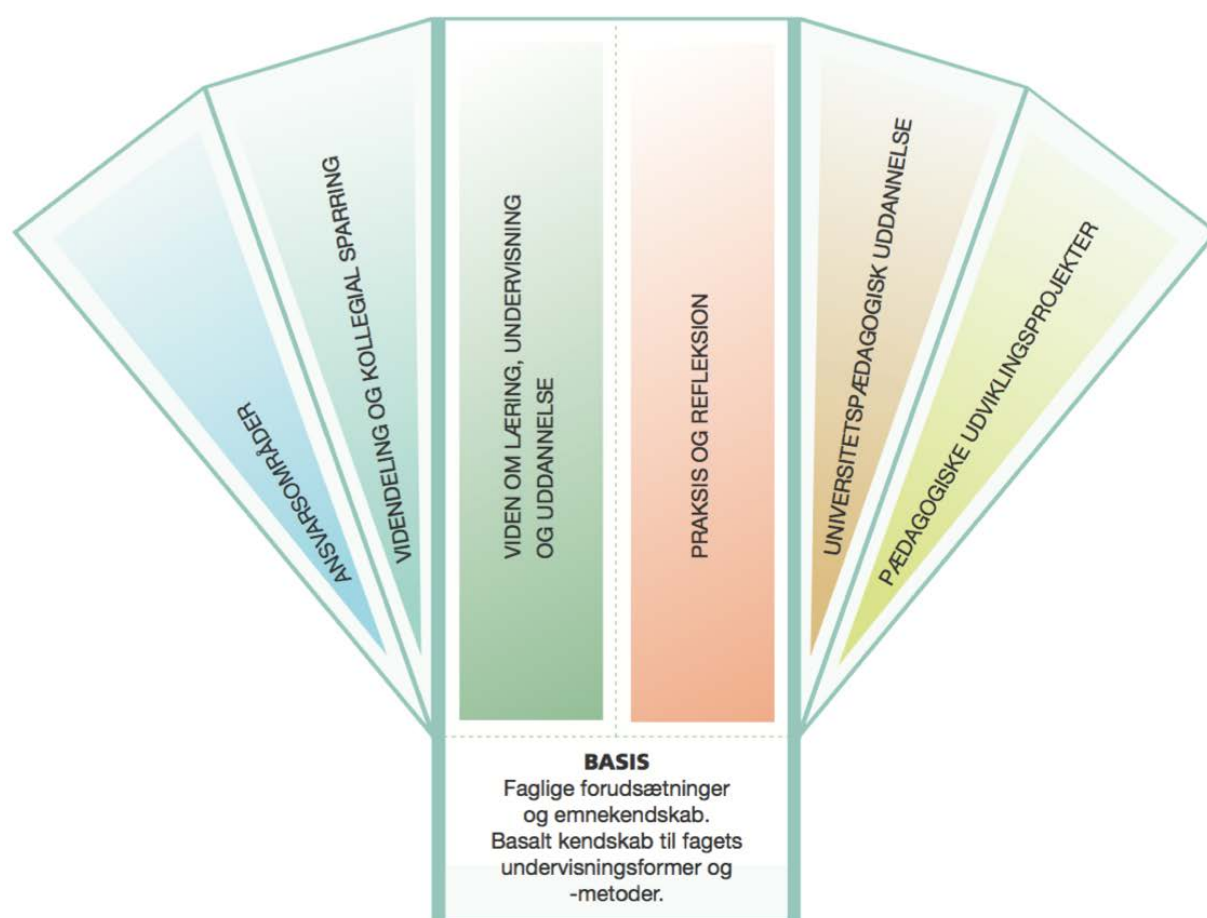 ANSVARSOMRÅDER
VIDENDELING OG KOLLEGIAL SPARRING
VIDEN OM LÆRING, UNDERVISNING
OG UDDANNELSE
PRAKSIS OG REFLEKSION
UNIVERSITETSPÆDAGOGISK UDDANNELSE
PÆDAGOGISKE UDVIKLINGSPROJEKTER
BASIS
Faglige forudsætninger
og emnekendskab.
Basalt kendskab til fagets
undervisningsformer og
-metoder.